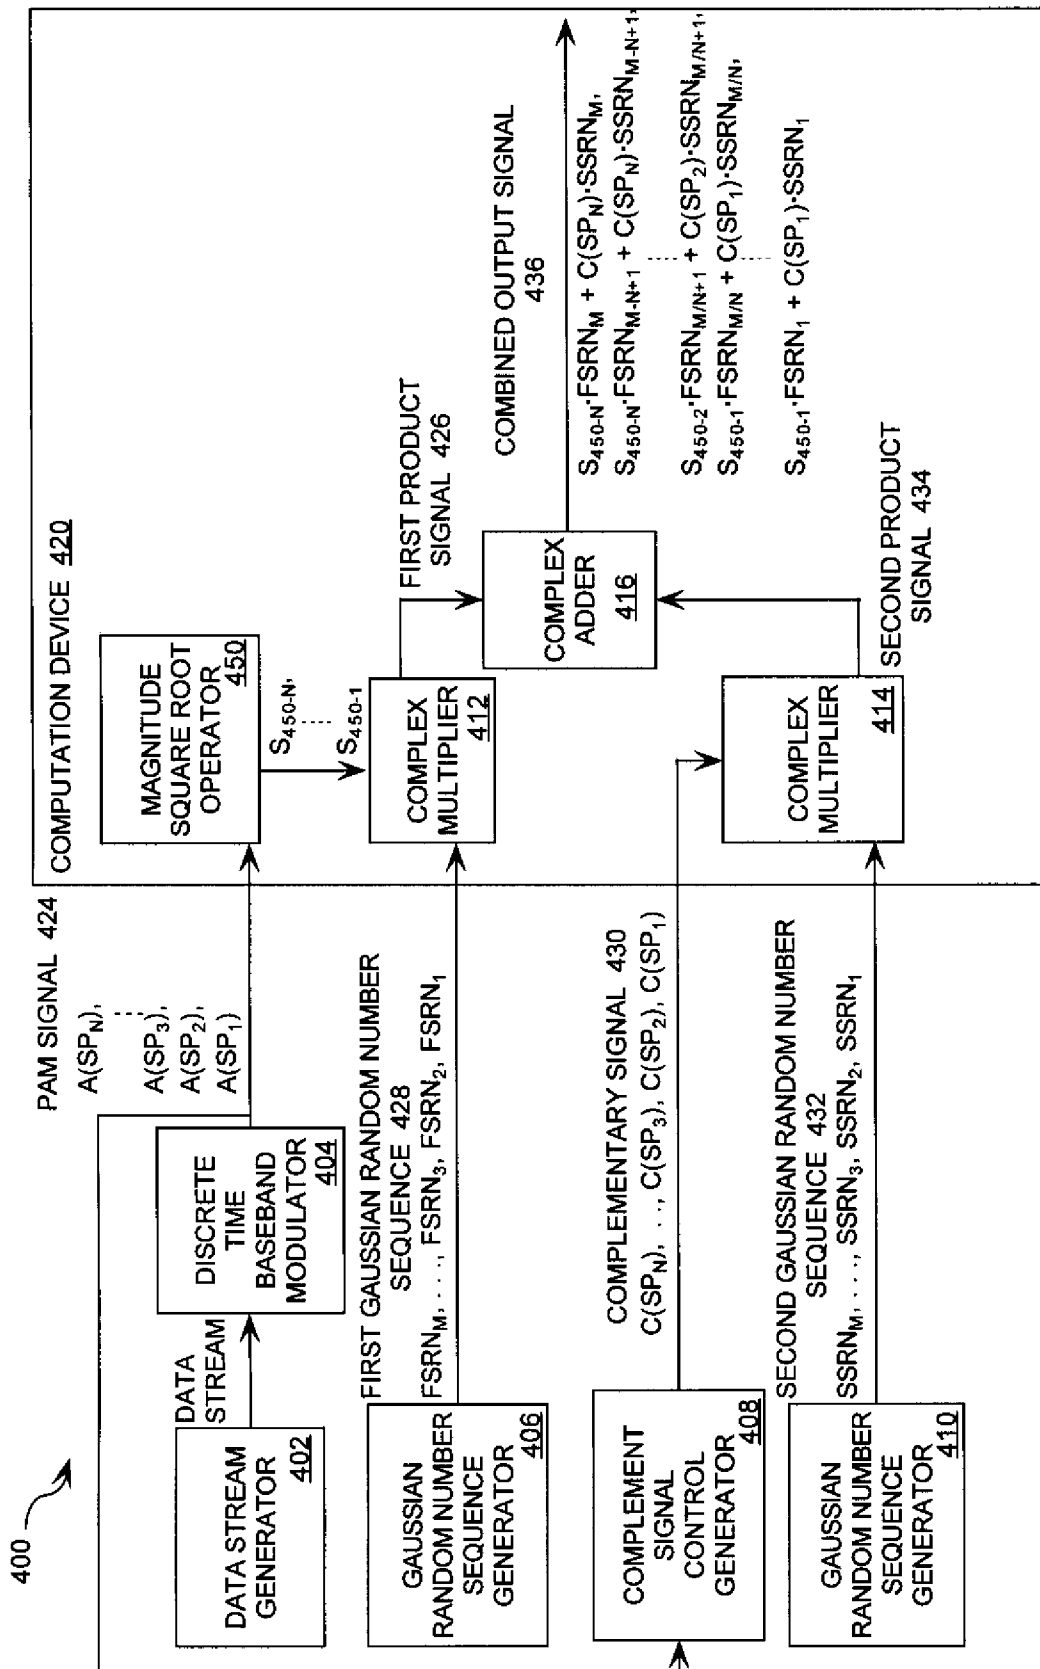 400
COMPUTATION DEVICE 420
DATA STREAM
GENERATOR
402
DATA
STREAM
DISCRETE
TIME
BASEBAND
MODULATOR
404
PAM SIGNAL 424
A(SP_N),
A(SP_3),
A(SP_2),
A(SP_1)
MAGNITUDE
SQUARE ROOT
OPERATOR
450
S_450-N,
S_450-1
GAUSSIAN
RANDOM NUMBER
SEQUENCE
GENERATOR
406
FIRST GAUSSIAN RANDOM NUMBER
SEQUENCE 428
FSRN_M, . . ., FSRN_3, FSRN_2, FSRN_1
COMPLEX
MULTIPLIER
412
FIRST PRODUCT
SIGNAL 426
COMPLEX
ADDER
416
COMBINED OUTPUT SIGNAL
436
S_450-N·FSRN_M + C(SP_N)·SSRN_M,
S_450-N·FSRN_M-N+1 + C(SP_N)·SSRN_M-N+1,
S_450-2·FSRN_M/N+1 + C(SP_2)·SSRN_M/N+1,
S_450-1·FSRN_M/N + C(SP_1)·SSRN_M/N,
S_450-1·FSRN_1 + C(SP_1)·SSRN_1
COMPLEMENT
SIGNAL
CONTROL
GENERATOR
408
COMPLEMENTARY SIGNAL 430
C(SP_N), . . ., C(SP_3), C(SP_2), C(SP_1)
GAUSSIAN
RANDOM NUMBER
SEQUENCE
GENERATOR
410
SECOND GAUSSIAN RANDOM NUMBER
SEQUENCE 432
SSRN_M, . . ., SSRN_3, SSRN_2, SSRN_1
COMPLEX
MULTIPLIER
414
SECOND PRODUCT
SIGNAL 434